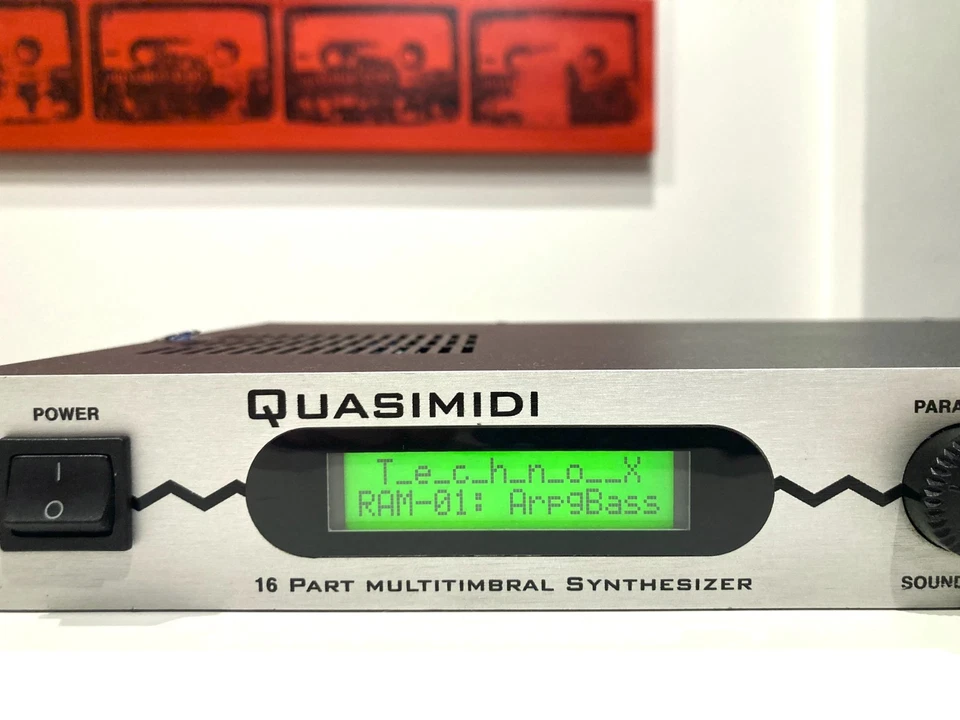 POWER
QUASIMIDI
PARA
I
O
T_e_c_h_n_o__X
RAM-01: ArpgBass
16 PART MULTITIMBRAL SYNTHESIZER
SOUND